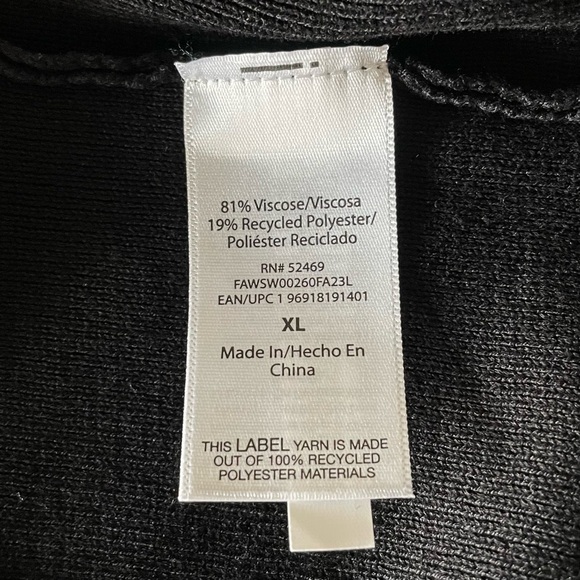 81% Viscose/Viscosa
19% Recycled Polyester/
Poliéster Reciclado
RN# 52469
FAWSW00260FA23L
EAN/UPC 1 96918191401
XL
Made In/Hecho En
China
THIS LABEL YARN IS MADE
OUT OF 100% RECYCLED
POLYESTER MATERIALS